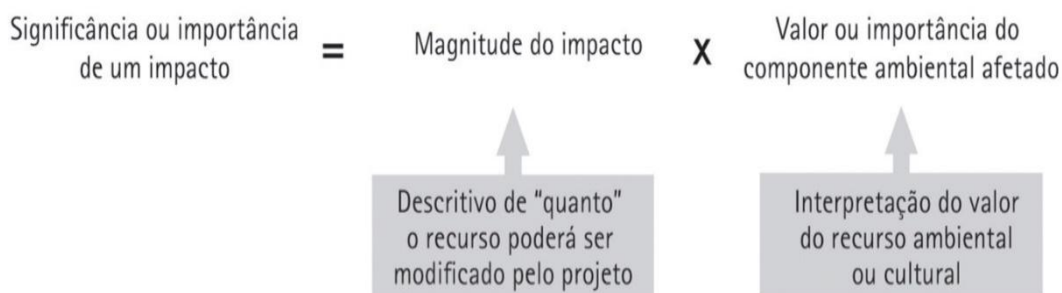 Significância ou importância
de um impacto
=
Magnitude do impacto
X
Valor ou importância do
componente ambiental afetado
Descritivo de "quanto"
o recurso poderá ser
modificado pelo projeto
Interpretação do valor
do recurso ambiental
ou cultural